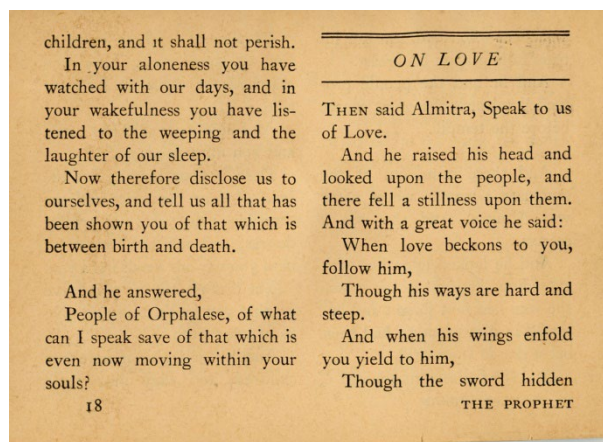 children, and it shall not perish.
In your aloneness you have
watched with our days, and in
your wakefulness you have lis-
tened to the weeping and the
laughter of our sleep.
Now therefore disclose us to
ourselves, and tell us all that has
been shown you of that which is
between birth and death.
And he answered,
People of Orphalese, of what
can I speak save of that which is
even now moving within your
souls?
18
ON LOVE
THEN said Almitra, Speak to us
of Love.
And he raised his head and
looked upon the people, and
there fell a stillness upon them.
And with a great voice he said:
When love beckons to you,
follow him,
Though his ways are hard and
steep.
And when his wings enfold
you yield to him,
Though the sword hidden
THE PROPHET